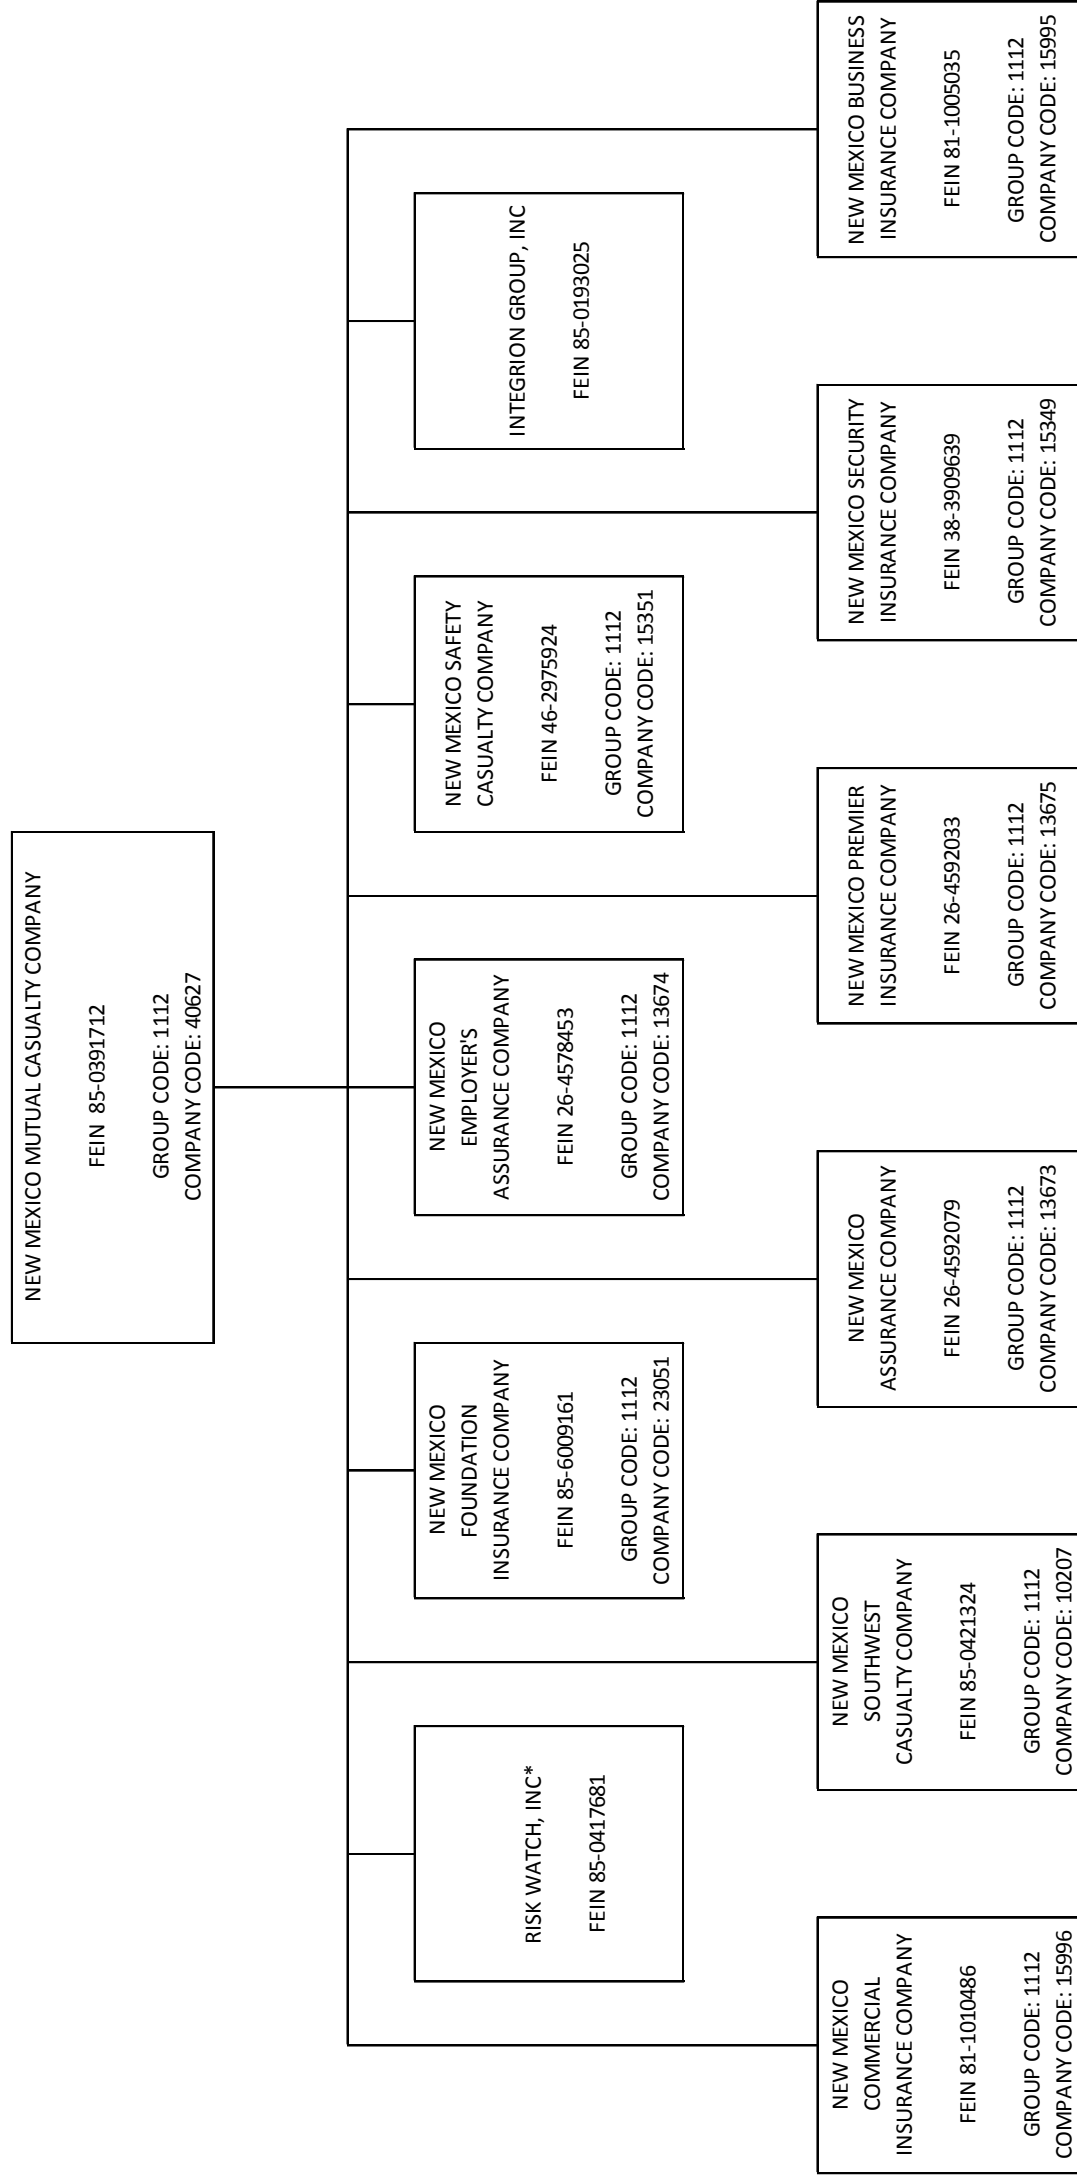 NEW MEXICO MUTUAL CASUALTY COMPANY
FEIN 85-0391712
GROUP CODE: 1112
COMPANY CODE: 40627
RISK WATCH, INC*
FEIN 85-0417681
NEW MEXICO
FOUNDATION
INSURANCE COMPANY
FEIN 85-6009161
GROUP CODE: 1112
COMPANY CODE: 23051
NEW MEXICO
EMPLOYER'S
ASSURANCE COMPANY
FEIN 26-4578453
GROUP CODE: 1112
COMPANY CODE: 13674
NEW MEXICO SAFETY
CASUALTY COMPANY
FEIN 46-2975924
GROUP CODE: 1112
COMPANY CODE: 15351
INTEGRION GROUP, INC
FEIN 85-0193025
NEW MEXICO
COMMERCIAL
INSURANCE COMPANY
FEIN 81-1010486
GROUP CODE: 1112
COMPANY CODE: 15996
NEW MEXICO
SOUTHWEST
CASUALTY COMPANY
FEIN 85-0421324
GROUP CODE: 1112
COMPANY CODE: 10207
NEW MEXICO
ASSURANCE COMPANY
FEIN 26-4592079
GROUP CODE: 1112
COMPANY CODE: 13673
NEW MEXICO PREMIER
INSURANCE COMPANY
FEIN 26-4592033
GROUP CODE: 1112
COMPANY CODE: 13675
NEW MEXICO SECURITY
INSURANCE COMPANY
FEIN 38-3909639
GROUP CODE: 1112
COMPANY CODE: 15349
NEW MEXICO BUSINESS
INSURANCE COMPANY
FEIN 81-1005035
GROUP CODE: 1112
COMPANY CODE: 15995